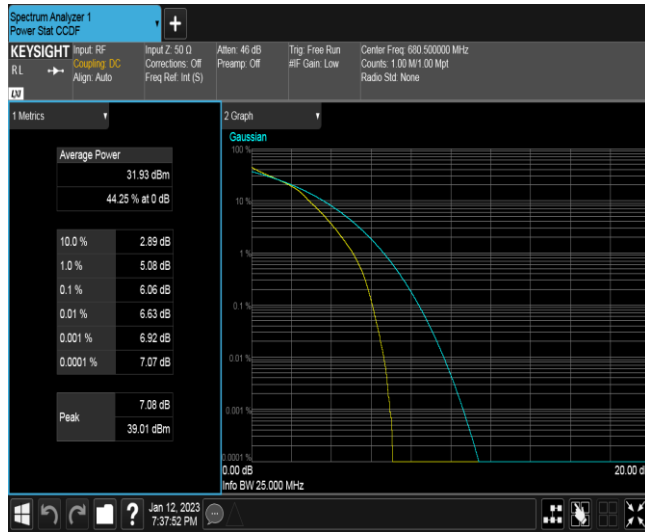 Spectrum Analyzer 1
Power Stat CCDF
+
KEYSIGHT
RL
LXI
Input: RF
Coupling: DC
Align: Auto
Input Z: 50 Ω
Corrections: Off
Freq Ref: Int (S)
Atten: 46 dB
Preamp: Off
Trig: Free Run
#IF Gain: Low
Center Freq: 680.500000 MHz
Counts: 1.00 M/1.00 Mpt
Radio Std: None
1 Metrics
Average Power
31.93 dBm
44.25 % at 0 dB
10.0 % 2.89 dB
1.0 % 5.08 dB
0.1 % 6.06 dB
0.01 % 6.63 dB
0.001 % 6.92 dB
0.0001 % 7.07 dB
Peak
7.08 dB
39.01 dBm
2 Graph
Gaussian
100 %
10 %
1 %
0.1 %
0.01 %
0.001 %
0.0001 %
0.00 dB
20.00 d
Info BW 25.000 MHz
?
Jan 12, 2023
7:37:52 PM